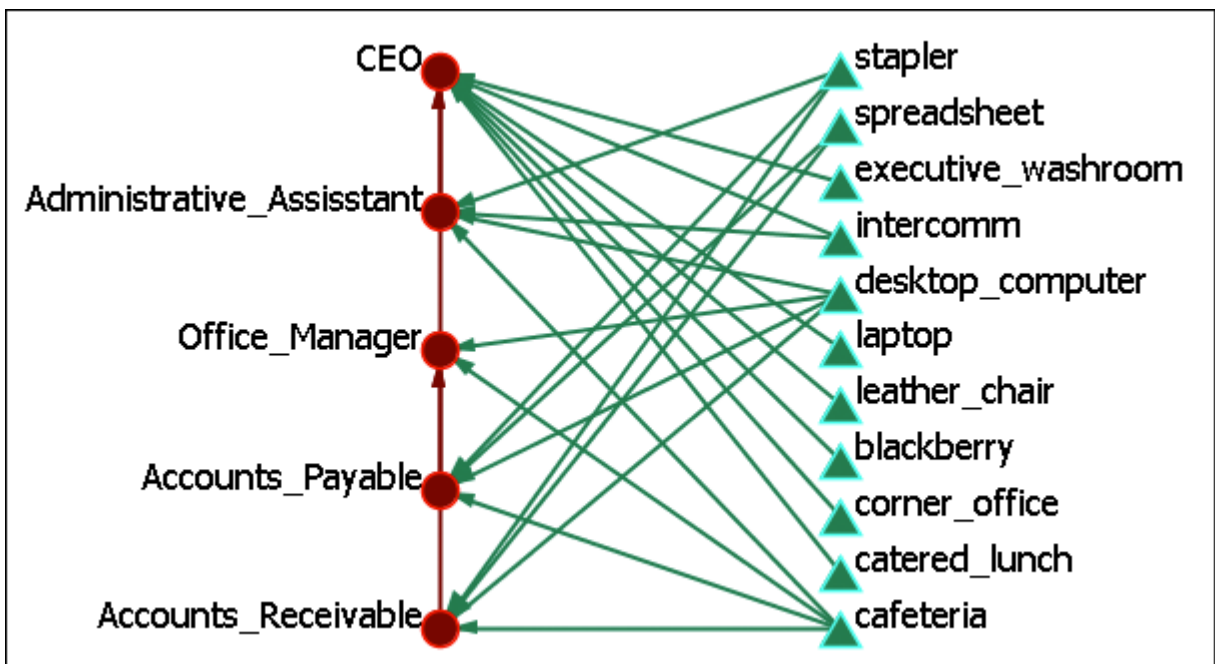 CEO
Administrative_Assisstant
Office_Manager
Accounts_Payable
Accounts_Receivable
stapler
spreadsheet
executive_washroom
intercomm
desktop_computer
laptop
leather_chair
blackberry
corner_office
catered_lunch
cafeteria